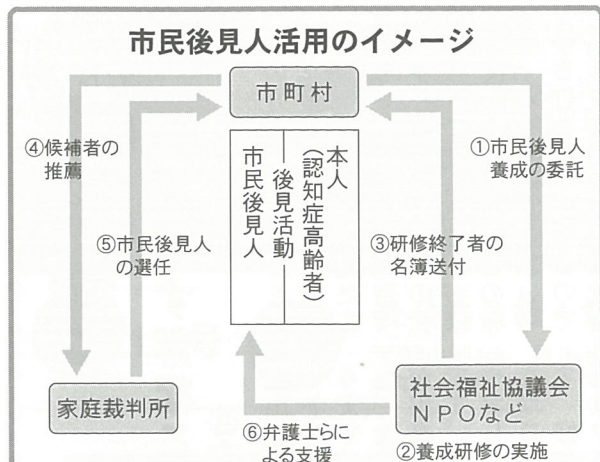 市民後見人活用のイメージ
市町村
④候補者の
推薦
①市民後見人
養成の委託
本人
(認知症高齢者)
後見活動
市民後見人
⑤市民後見人
の選任
③研修終了者の
名簿送付
家庭裁判所
社会福祉協議会
NPOなど
⑥弁護士らに
よる支援
②養成研修の実施